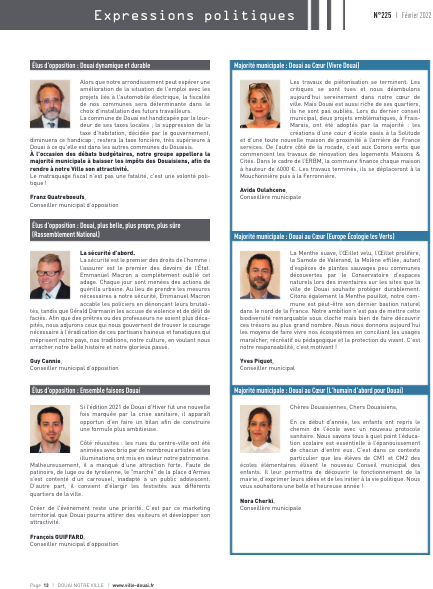 Expressions politiques
N°225 | Février 2022
Élus d'opposition : Douai dynamique et durable
Alors que notre arrondissement peut espérer une
amélioration de la situation de l'emploi avec les
projets liés à l'automobile électrique, la fiscalité
de nos communes sera déterminante dans le
choix d'installation des futurs travailleurs.
La commune de Douai est handicapée par la lour-
deur de ses taxes locales ; la suppression de la
taxe d'habitation, décidée par le gouvernement,
diminuera ce handicap ; restera la taxe foncière, très supérieure à
Douai à ce qu'elle est dans les autres communes du Douaisis.
À l'occasion des débats budgétaires, notre groupe appellera la
majorité municipale à baisser les impôts des Douaisiens, afin de
rendre à notre Ville son attractivité.
Le matraquage fiscal n'est pas une fatalité, c'est une volonté poli-
tique !
Franz Quatreboeufs,
Conseiller municipal d'opposition
Élus d'opposition : Douai, plus belle, plus propre, plus sûre
(Rassemblement National)
La sécurité d'abord.
La sécurité est le premier des droits de l'homme :
l'assurer est le premier des devoirs de l'État.
Emmanuel Macron a complètement oublié cet
adage. Chaque jour sont menées des actions de
guérilla urbaine. Au lieu de prendre les mesures
nécessaires à notre sécurité, Emmanuel Macron
accable les policiers en dénonçant leurs brutali-
tés, tandis que Gérald Darmanin les accuse de violence et de délit de
faciès. Afin que des prêtres ou des professeurs ne soient plus déca-
pités, nous adjurons ceux qui nous gouvernent de trouver le courage
nécessaire à l'éradication de ces partisans haineux et fanatiques qui
méprisent notre pays, nos traditions, notre culture, en voulant nous
arracher notre belle histoire et notre glorieux passé.
Guy Cannie,
Conseiller municipal d'opposition
Élus d'opposition : Ensemble faisons Douai
Si l'édition 2021 de Douai d'Hiver fut une nouvelle
fois marquée par la crise sanitaire, il apparaît
opportun d'en faire un bilan afin de construire
une formule plus ambitieuse.
Côté réussites : les rues du centre-ville ont été
animées avec brio par de nombreux artistes et les
illuminations ont mis en valeur notre patrimoine.
Malheureusement, il a manqué d'une attraction forte. Faute de
patinoire, de luge ou de tyrolienne, le "marché" de la place d'Armes
s'est contenté d'un carrousel, inadapté à un public adolescent.
D'autre part, il convient d'élargir les festivités aux différents
quartiers de la ville.
Créer de l'événement reste une priorité. C'est par ce marketing
territorial que Douai pourra attirer des visiteurs et développer son
attractivité.
François GUIFFARD,
Conseiller municipal d'opposition
Majorité municipale : Douai au Cœur (Vivre Douai)
Les travaux de piétonisation se terminent. Les
critiques se sont tues et nous déambulons
aujourd'hui sereinement dans notre cœur de
ville. Mais Douai est aussi riche de ses quartiers,
ils ne sont pas oubliés. Lors du dernier conseil
municipal, deux projets emblématiques, à Frais-
Marais, ont été adoptés par la majorité : les
créations d'une cour d'école oasis à la Solitude
et d'une toute nouvelle maison de proximité à l'arrière de France
services. De l'autre côté de la rocade, c'est aux Corons verts que
commencent les travaux de rénovation des logements Maisons &
Cités. Dans le cadre de l'ERBM, la commune finance chaque maison
à hauteur de 6000 €. Les travaux terminés, ils se déplaceront à la
Mouchonnière puis à la Ferronnière.
Avida Oulahcene,
Conseillère municipale
Majorité municipale : Douai au Cœur (Europe Écologie les Verts)
La Menthe suave, l'Œillet velu, l'Œillet prolifère,
la Samole de Valerand, la Molène effilée, autant
d'espèces de plantes sauvages peu communes
découvertes par le Conservatoire d'espaces
naturels lors des inventaires sur les sites que la
ville de Douai souhaite protéger durablement.
Citons également la Menthe pouillot, notre com-
mune est peut-être son dernier bastion naturel
dans le nord de la France. Notre ambition n'est pas de mettre cette
biodiversité remarquable sous cloche mais bien de faire découvrir
ces trésors au plus grand nombre. Nous nous donnons aujourd'hui
les moyens de faire vivre nos écosystèmes en encourageant les usages
maraîcher, récréatif ou pédagogique et la protection du vivant. C'est
notre responsabilité, c'est motivant !
Yves Piquot,
Conseiller municipal
Majorité municipale : Douai au Cœur (L'humain d'abord pour Douai)
Chères Douaisiennes, Chers Douaisiens,
En ce début d'année, les enfants ont repris le
chemin de l'école avec un nouveau protocole
sanitaire. Nous savons tous à quel point l'éduca-
tion scolaire est essentielle à l'épanouissement
de chacun d'entre eux. C'est dans ce contexte
particulier que les élèves de CM1 et CM2 des
écoles élémentaires élisent le nouveau Conseil municipal des
enfants. Il leur permettra de découvrir le fonctionnement de la
mairie, d'exprimer leurs idées et de les initier à la vie politique. Nous
vous souhaitons une belle et heureuse année !
Nora Cherki,
Conseillère municipale
Page 13 | DOUAI NOTRE VILLE | www.ville-douai.fr